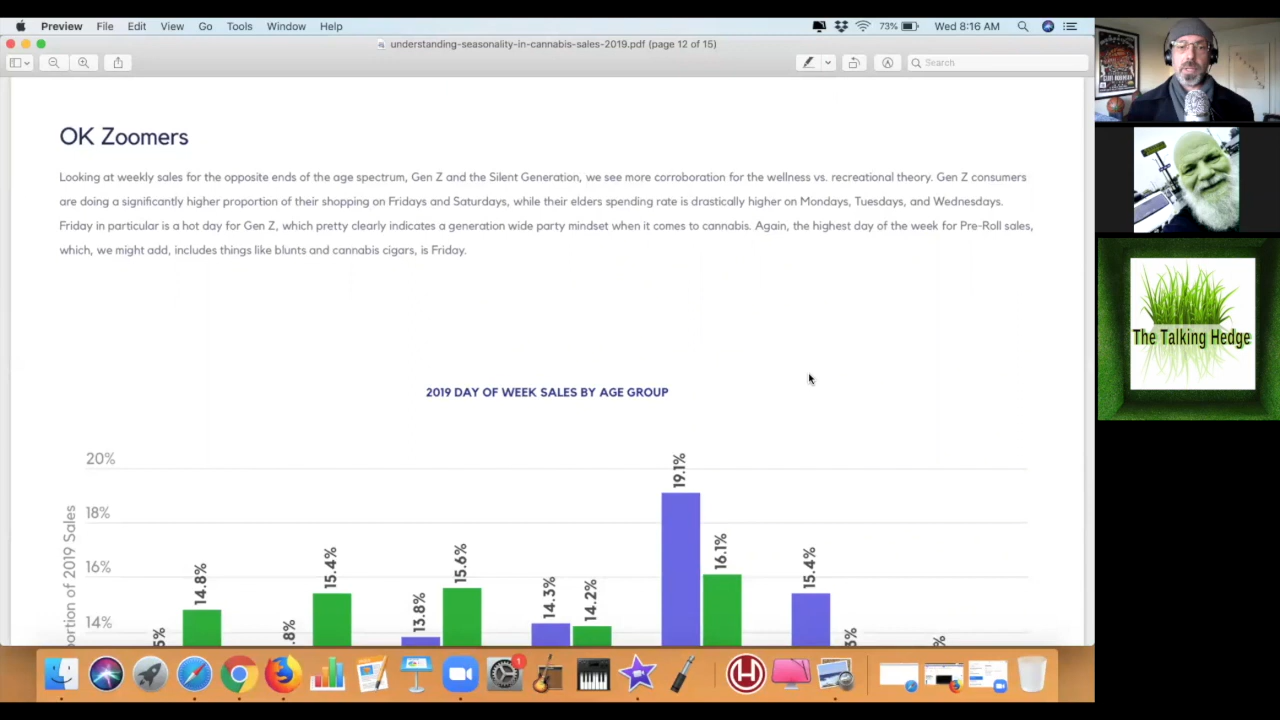 Preview File Edit View Go Tools Window Help
73% Wed 8:16 AM
understanding-seasonality-in-cannabis-sales-2019.pdf (page 12 of 15)
Search
OK Zoomers
Looking at weekly sales for the opposite ends of the age spectrum, Gen Z and the Silent Generation, we see more corroboration for the wellness vs. recreational theory. Gen Z consumers
are doing a significantly higher proportion of their shopping on Fridays and Saturdays, while their elders spending rate is drastically higher on Mondays, Tuesdays, and Wednesdays.
Friday in particular is a hot day for Gen Z, which pretty clearly indicates a generation wide party mindset when it comes to cannabis. Again, the highest day of the week for Pre-Roll sales,
which, we might add, includes things like blunts and cannabis cigars, is Friday.
2019 DAY OF WEEK SALES BY AGE GROUP
20%
18%
16%
14%
of 2019 Sales
14.8%
15.4%
13.8%
15.6%
14.3%
14.2%
19.1%
16.1%
15.4%
The Talking Hedge
1